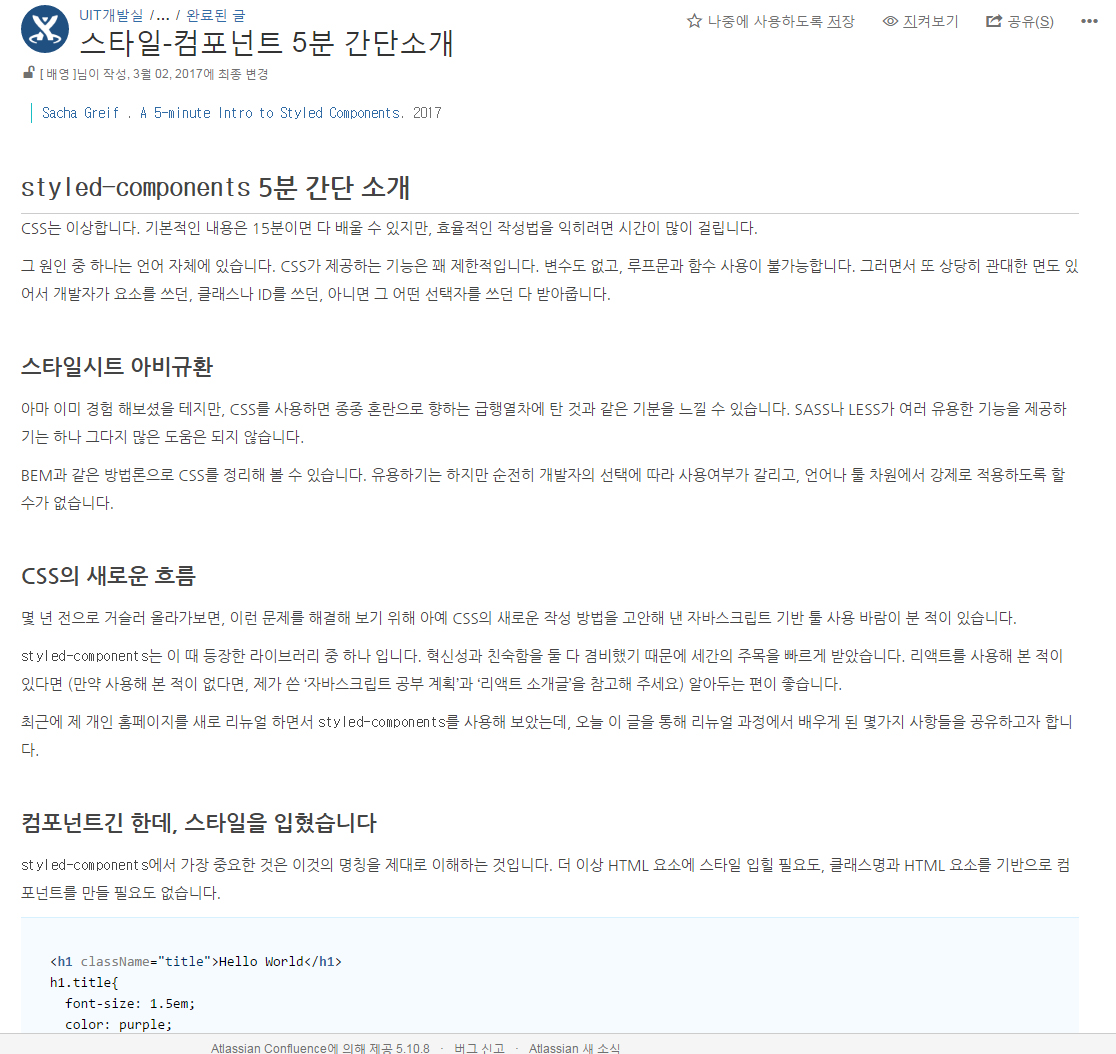 UIT개발실 /... / 완료된 글
나중에 사용하도록 저장 지켜보기 공유(S)
스타일-컴포넌트 5분 간단소개
[ 배영 ]님이 작성, 3월 02, 2017에 최종 변경
Sacha Greif . A 5-minute Intro to Styled Components. 2017
styled-components 5분 간단 소개
CSS는 이상합니다. 기본적인 내용은 15분이면 다 배울 수 있지만, 효율적인 작성법을 익히려면 시간이 많이 걸립니다.
그 원인 중 하나는 언어 자체에 있습니다. CSS가 제공하는 기능은 꽤 제한적입니다. 변수도 없고, 루프문과 함수 사용이 불가능합니다. 그러면서 또 상당히 관대한 면도 있
어서 개발자가 요소를 쓰던, 클래스나 ID를 쓰던, 아니면 그 어떤 선택자를 쓰던 다 받아줍니다.
스타일시트 아비규환
아마 이미 경험 해보셨을 테지만, CSS를 사용하면 종종 혼란으로 향하는 급행열차에 탄 것과 같은 기분을 느낄 수 있습니다. SASS나 LESS가 여러 유용한 기능을 제공하
기는 하나 그다지 많은 도움은 되지 않습니다.
BEM과 같은 방법론으로 CSS를 정리해 볼 수 있습니다. 유용하기는 하지만 순전히 개발자의 선택에 따라 사용여부가 갈리고, 언어나 툴 차원에서 강제로 적용하도록 할
수가 없습니다.
CSS의 새로운 흐름
몇 년 전으로 거슬러 올라가보면, 이런 문제를 해결해 보기 위해 아예 CSS의 새로운 작성 방법을 고안해 낸 자바스크립트 기반 툴 사용 바람이 분 적이 있습니다.
styled-components는 이 때 등장한 라이브러리 중 하나 입니다. 혁신성과 친숙함을 둘 다 겸비했기 때문에 세간의 주목을 빠르게 받았습니다. 리액트를 사용해 본 적이
있다면 (만약 사용해 본 적이 없다면, 제가 쓴 ‘자바스크립트 공부 계획’과 ‘리액트 소개글’을 참고해 주세요) 알아두는 편이 좋습니다.
최근에 제 개인 홈페이지를 새로 리뉴얼 하면서 styled-components를 사용해 보았는데, 오늘 이 글을 통해 리뉴얼 과정에서 배우게 된 몇가지 사항들을 공유하고자 합니
다.
컴포넌트긴 한데, 스타일을 입혔습니다
styled-components에서 가장 중요한 것은 이것의 명칭을 제대로 이해하는 것입니다. 더 이상 HTML 요소에 스타일 입힐 필요도, 클래스명과 HTML 요소를 기반으로 컴
포넌트를 만들 필요도 없습니다.
<h1 className="title">Hello World</h1>
h1.title{
font-size: 1.5em;
color: purple;
Atlassian Confluence에 의해 제공 5.10.8 · 버그 신고 · Atlassian 새 소식